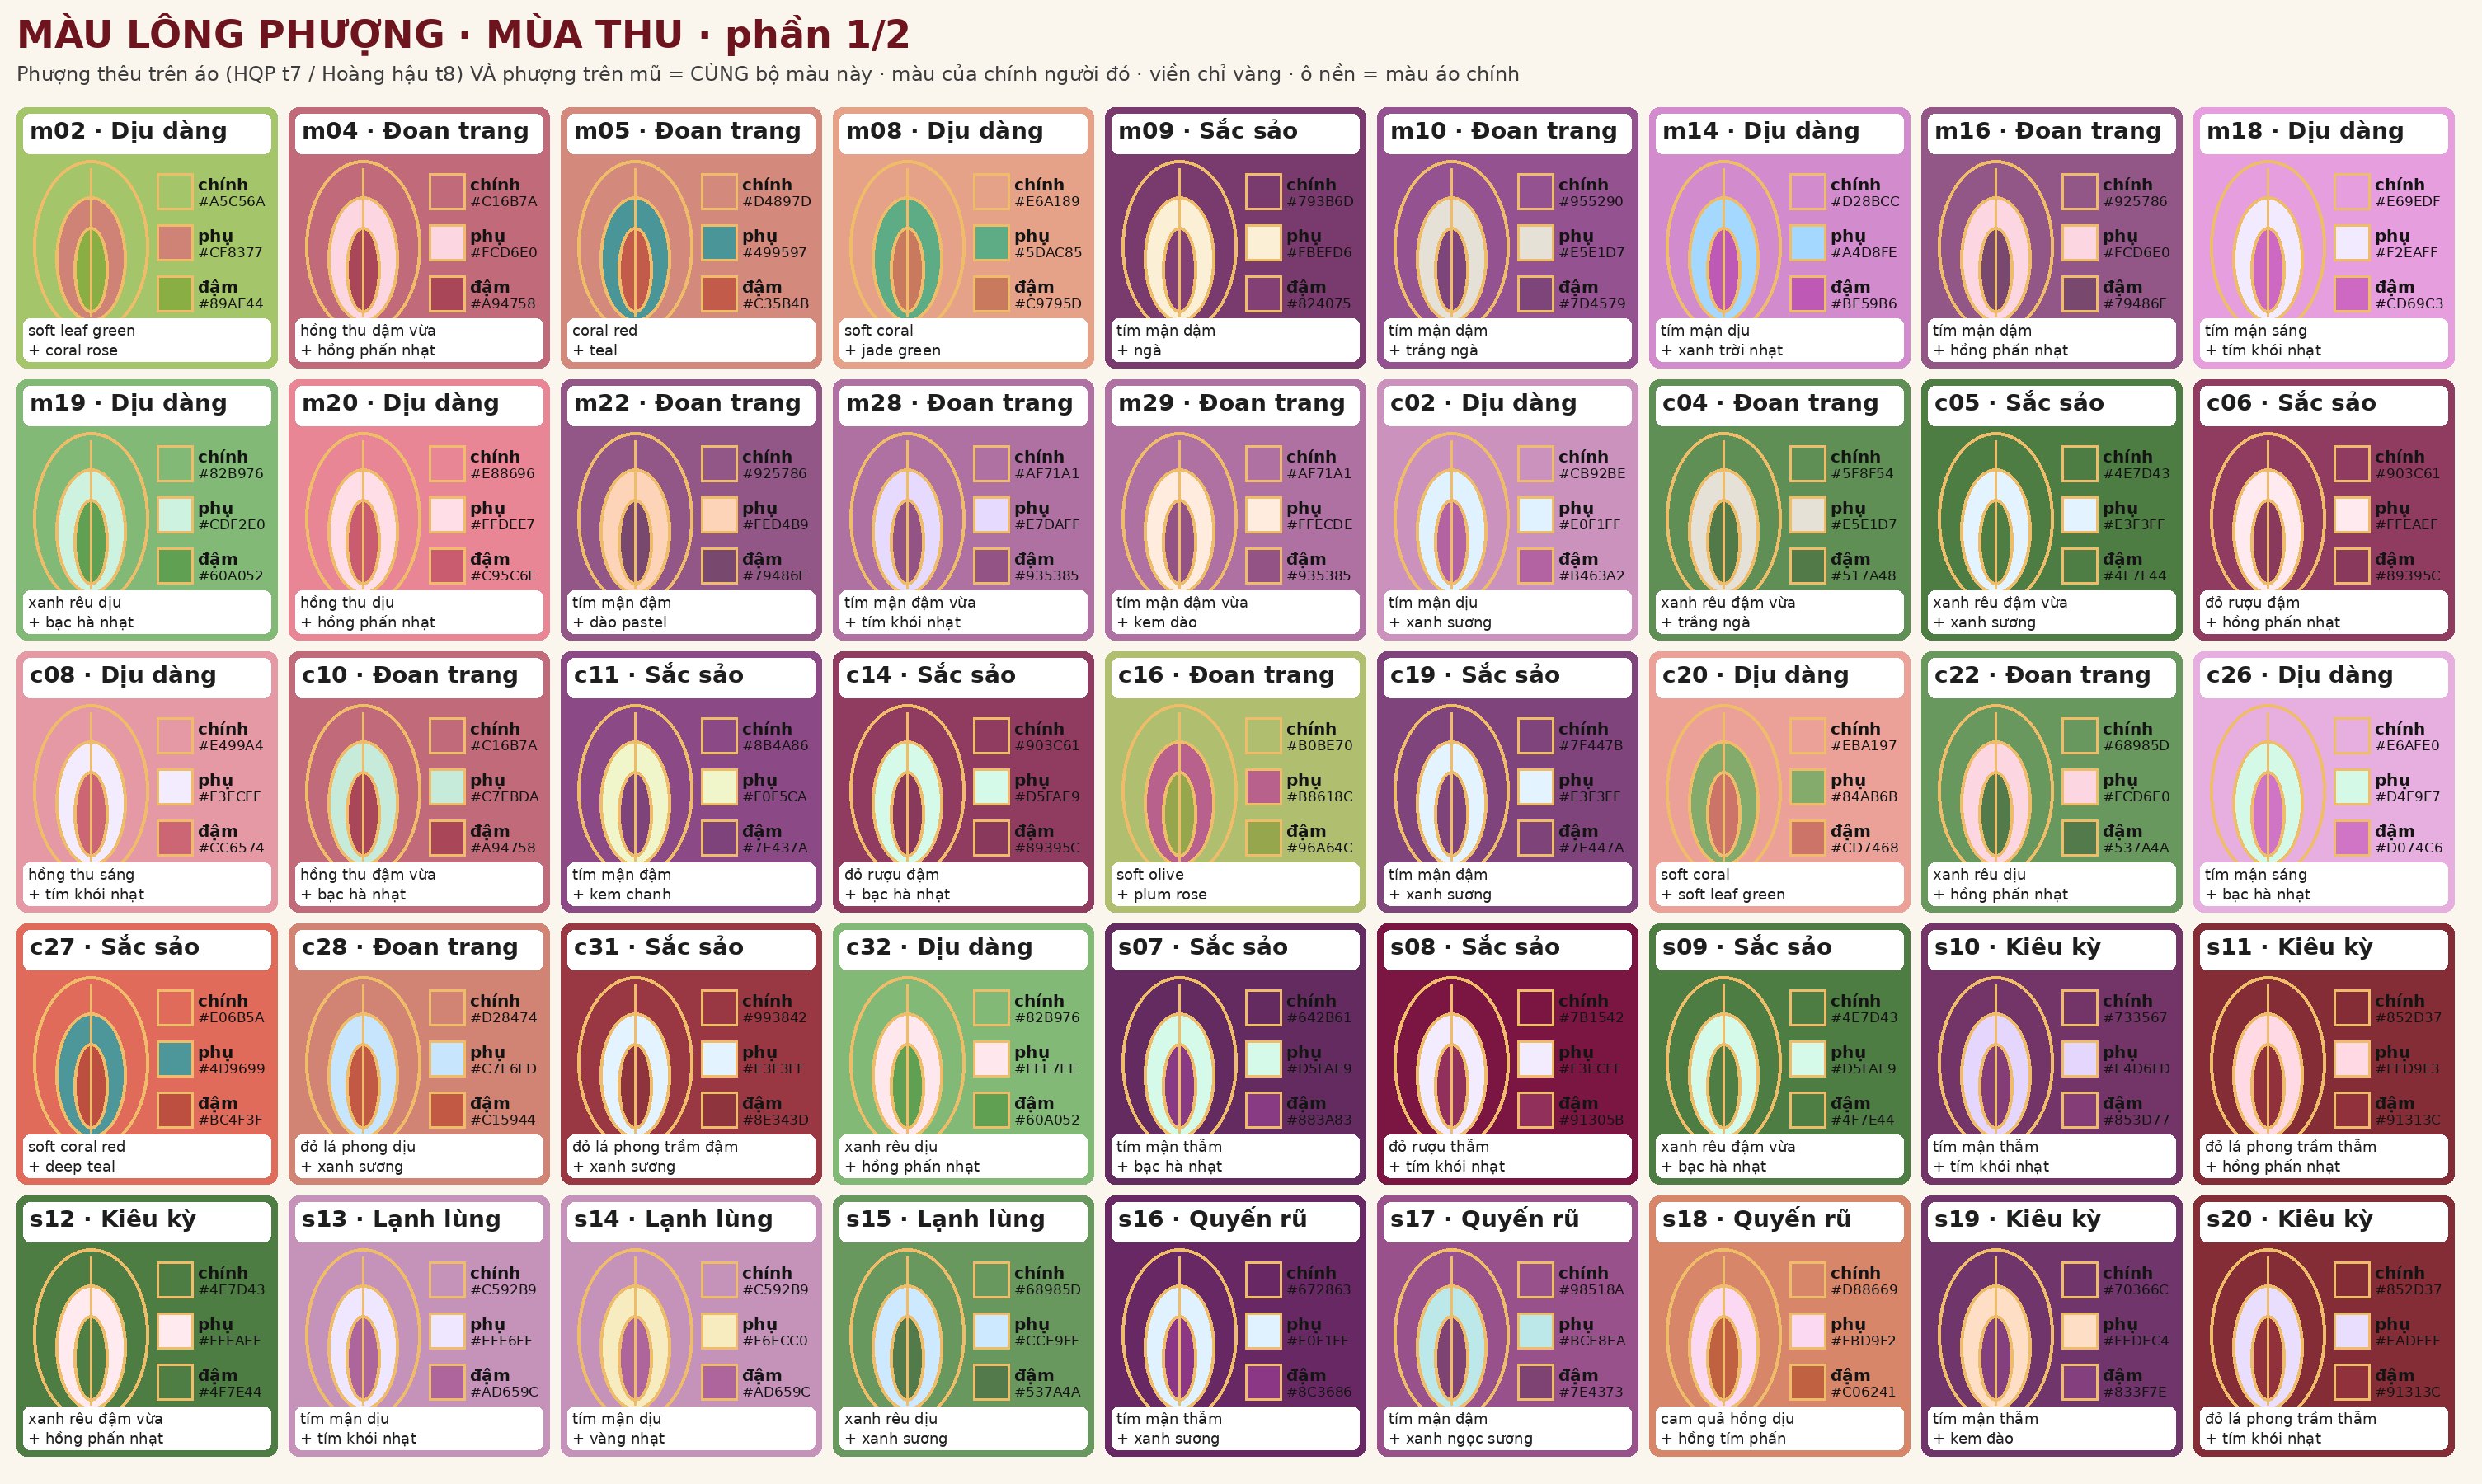 MÀU LÔNG PHƯỢNG · MÙA THU · phần 1/2
Phượng thêu trên áo (HQP t7 / Hoàng hậu t8) VÀ phượng trên mũ = CÙNG bộ màu này · màu của chính người đó · viền chỉ vàng · ô nền = màu áo chính
m02 · Dịu dàng
chính
#A5C56A
phụ
#CF8377
đậm
#89AE44
soft leaf green
+ coral rose
m04 · Đoan trang
chính
#C16B7A
phụ
#FCD6E0
đậm
#A94758
hồng thu đậm vừa
+ hồng phấn nhạt
m05 · Đoan trang
chính
#D4897D
phụ
#499597
đậm
#C35B4B
coral red
+ teal
m08 · Dịu dàng
chính
#E6A189
phụ
#5DAC85
đậm
#C9795D
soft coral
+ jade green
m09 · Sắc sảo
chính
#793B6D
phụ
#FBEFD6
đậm
#824075
tím mận đậm
+ ngà
m10 · Đoan trang
chính
#955290
phụ
#E5E1D7
đậm
#7D4579
tím mận đậm
+ trắng ngà
m14 · Dịu dàng
chính
#D28BCC
phụ
#A4D8FE
đậm
#BE59B6
tím mận dịu
+ xanh trời nhạt
m16 · Đoan trang
chính
#925786
phụ
#FCD6E0
đậm
#79486F
tím mận đậm
+ hồng phấn nhạt
m18 · Dịu dàng
chính
#E69EDF
phụ
#F2EAFF
đậm
#CD69C3
tím mận sáng
+ tím khói nhạt
m19 · Dịu dàng
chính
#82B976
phụ
#CDF2E0
đậm
#60A052
xanh rêu dịu
+ bạc hà nhạt
m20 · Dịu dàng
chính
#E88696
phụ
#FFDEE7
đậm
#C95C6E
hồng thu dịu
+ hồng phấn nhạt
m22 · Đoan trang
chính
#925786
phụ
#FED4B9
đậm
#79486F
tím mận đậm
+ đào pastel
m28 · Đoan trang
chính
#AF71A1
phụ
#E7DAFF
đậm
#935385
tím mận đậm vừa
+ tím khói nhạt
m29 · Đoan trang
chính
#AF71A1
phụ
#FFECDE
đậm
#935385
tím mận đậm vừa
+ kem đào
c02 · Dịu dàng
chính
#CB92BE
phụ
#E0F1FF
đậm
#B463A2
tím mận dịu
+ xanh sương
c04 · Đoan trang
chính
#5F8F54
phụ
#E5E1D7
đậm
#517A48
xanh rêu đậm vừa
+ trắng ngà
c05 · Sắc sảo
chính
#4E7D43
phụ
#E3F3FF
đậm
#4F7E44
xanh rêu đậm vừa
+ xanh sương
c06 · Sắc sảo
chính
#903C61
phụ
#FFEAEF
đậm
#89395C
đỏ rượu đậm
+ hồng phấn nhạt
c08 · Dịu dàng
chính
#E499A4
phụ
#F3ECFF
đậm
#CC6574
hồng thu sáng
+ tím khói nhạt
c10 · Đoan trang
chính
#C16B7A
phụ
#C7EBDA
đậm
#A94758
hồng thu đậm vừa
+ bạc hà nhạt
c11 · Sắc sảo
chính
#8B4A86
phụ
#F0F5CA
đậm
#7E437A
tím mận đậm
+ kem chanh
c14 · Sắc sảo
chính
#903C61
phụ
#D5FAE9
đậm
#89395C
đỏ rượu đậm
+ bạc hà nhạt
c16 · Đoan trang
chính
#B0BE70
phụ
#B8618C
đậm
#96A64C
soft olive
+ plum rose
c19 · Sắc sảo
chính
#7F447B
phụ
#E3F3FF
đậm
#7E447A
tím mận đậm
+ xanh sương
c20 · Dịu dàng
chính
#EBA197
phụ
#84AB6B
đậm
#CD7468
soft coral
+ soft leaf green
c22 · Đoan trang
chính
#68985D
phụ
#FCD6E0
đậm
#537A4A
xanh rêu dịu
+ hồng phấn nhạt
c26 · Dịu dàng
chính
#E6AFE0
phụ
#D4F9E7
đậm
#D074C6
tím mận sáng
+ bạc hà nhạt
c27 · Sắc sảo
chính
#E06B5A
phụ
#4D9699
đậm
#BC4F3F
soft coral red
+ deep teal
c28 · Đoan trang
chính
#D28474
phụ
#C7E6FD
đậm
#C15944
đỏ lá phong dịu
+ xanh sương
c31 · Sắc sảo
chính
#993842
phụ
#E3F3FF
đậm
#8E343D
đỏ lá phong trầm đậm
+ xanh sương
c32 · Dịu dàng
chính
#82B976
phụ
#FFE7EE
đậm
#60A052
xanh rêu dịu
+ hồng phấn nhạt
s07 · Sắc sảo
chính
#642B61
phụ
#D5FAE9
đậm
#883A83
tím mận thẫm
+ bạc hà nhạt
s08 · Sắc sảo
chính
#7B1542
phụ
#F3ECFF
đậm
#91305B
đỏ rượu thẫm
+ tím khói nhạt
s09 · Sắc sảo
chính
#4E7D43
phụ
#D5FAE9
đậm
#4F7E44
xanh rêu đậm vừa
+ bạc hà nhạt
s10 · Kiêu kỳ
chính
#733567
phụ
#E4D6FD
đậm
#853D77
tím mận thẫm
+ tím khói nhạt
s11 · Kiêu kỳ
chính
#852D37
phụ
#FFD9E3
đậm
#91313C
đỏ lá phong trầm thẫm
+ hồng phấn nhạt
s12 · Kiêu kỳ
chính
#4E7D43
phụ
#FFEAEF
đậm
#4F7E44
xanh rêu đậm vừa
+ hồng phấn nhạt
s13 · Lạnh lùng
chính
#C592B9
phụ
#EFE6FF
đậm
#AD659C
tím mận dịu
+ tím khói nhạt
s14 · Lạnh lùng
chính
#C592B9
phụ
#F6ECC0
đậm
#AD659C
tím mận dịu
+ vàng nhạt
s15 · Lạnh lùng
chính
#68985D
phụ
#CCE9FF
đậm
#537A4A
xanh rêu dịu
+ xanh sương
s16 · Quyến rũ
chính
#672863
phụ
#E0F1FF
đậm
#8C3686
tím mận thẫm
+ xanh sương
s17 · Quyến rũ
chính
#98518A
phụ
#BCE8EA
đậm
#7E4373
tím mận đậm
+ xanh ngọc sương
s18 · Quyến rũ
chính
#D88669
phụ
#FBD9F2
đậm
#C06241
cam quả hồng dịu
+ hồng tím phấn
s19 · Kiêu kỳ
chính
#70366C
phụ
#FEDEC4
đậm
#833F7E
tím mận thẫm
+ kem đào
s20 · Kiêu kỳ
chính
#852D37
phụ
#EADEFF
đậm
#91313C
đỏ lá phong trầm thẫm
+ tím khói nhạt